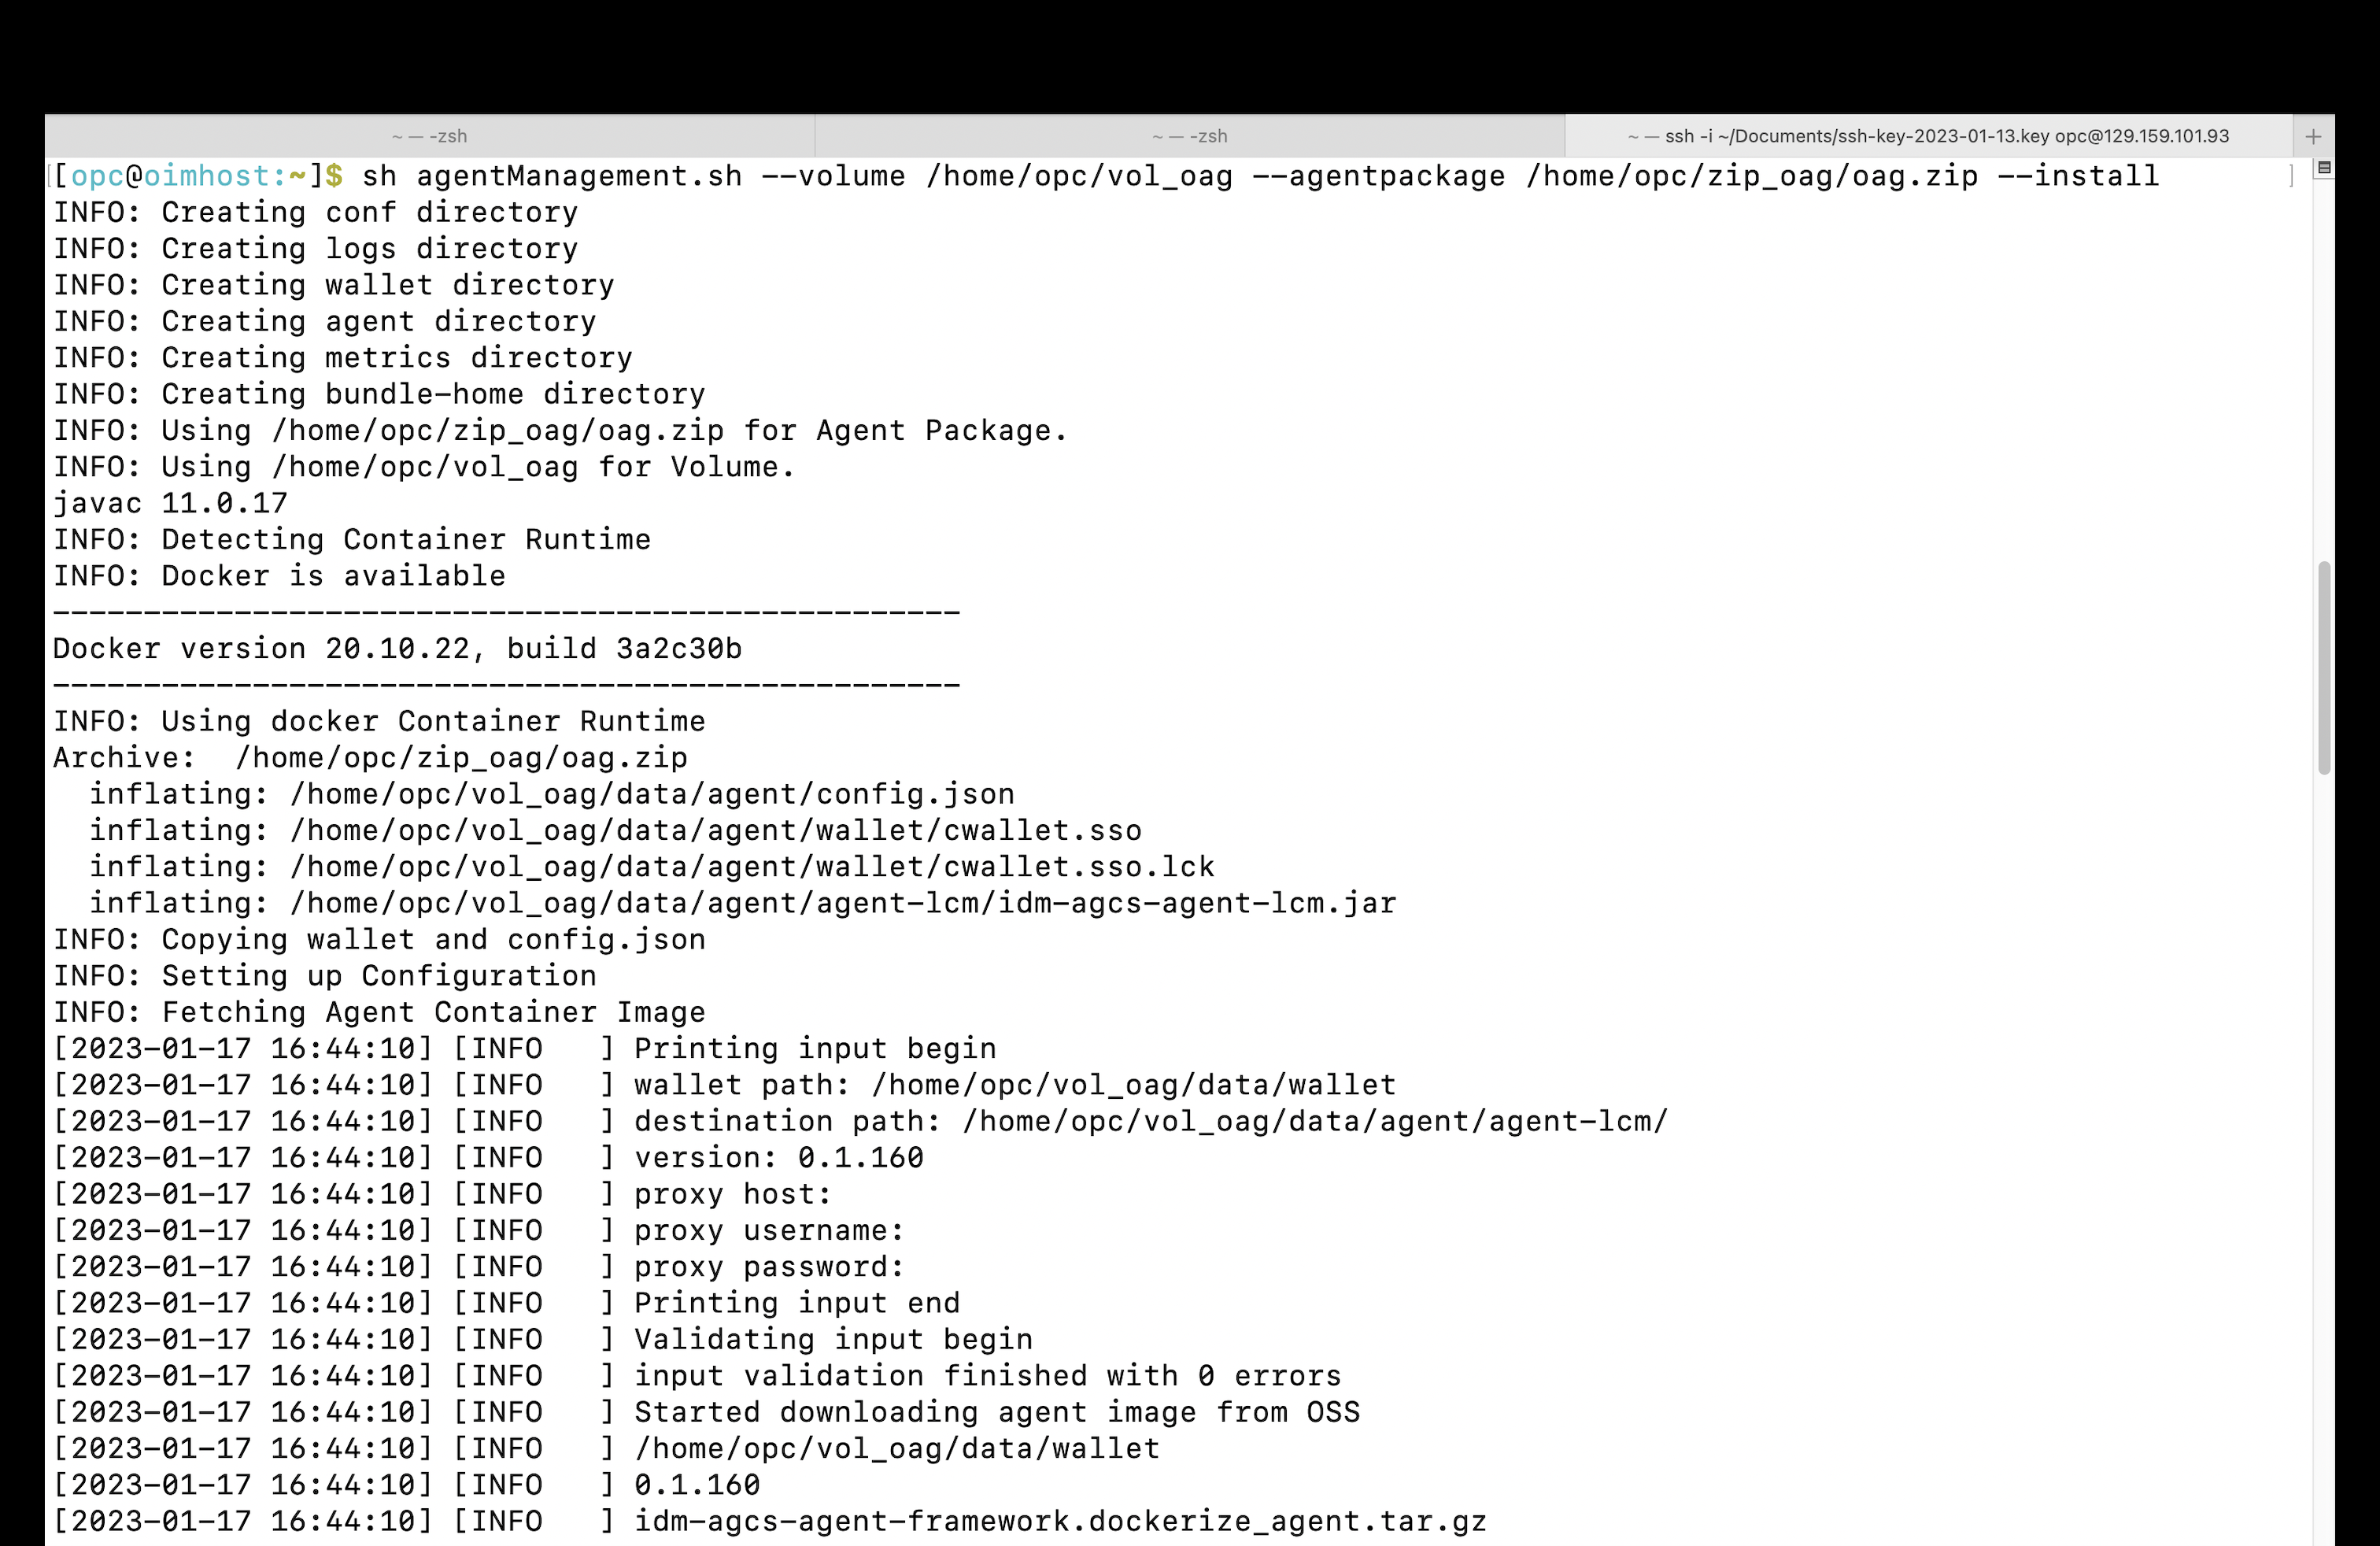 ~ — -zsh
~ — -zsh
~ — ssh -i ~/Documents/ssh-key-2023-01-13.key opc@129.159.101.93
+
[[opc@oimhost:~]$ sh agentManagement.sh --volume /home/opc/vol_oag --agentpackage /home/opc/zip_oag/oag.zip --install ]
INFO: Creating conf directory
INFO: Creating logs directory
INFO: Creating wallet directory
INFO: Creating agent directory
INFO: Creating metrics directory
INFO: Creating bundle-home directory
INFO: Using /home/opc/zip_oag/oag.zip for Agent Package.
INFO: Using /home/opc/vol_oag for Volume.
javac 11.0.17
INFO: Detecting Container Runtime
INFO: Docker is available
--------------------------------------------------
Docker version 20.10.22, build 3a2c30b
--------------------------------------------------
INFO: Using docker Container Runtime
Archive:  /home/opc/zip_oag/oag.zip
  inflating: /home/opc/vol_oag/data/agent/config.json
  inflating: /home/opc/vol_oag/data/agent/wallet/cwallet.sso
  inflating: /home/opc/vol_oag/data/agent/wallet/cwallet.sso.lck
  inflating: /home/opc/vol_oag/data/agent/agent-lcm/idm-agcs-agent-lcm.jar
INFO: Copying wallet and config.json
INFO: Setting up Configuration
INFO: Fetching Agent Container Image
[2023-01-17 16:44:10] [INFO   ] Printing input begin
[2023-01-17 16:44:10] [INFO   ] wallet path: /home/opc/vol_oag/data/wallet
[2023-01-17 16:44:10] [INFO   ] destination path: /home/opc/vol_oag/data/agent/agent-lcm/
[2023-01-17 16:44:10] [INFO   ] version: 0.1.160
[2023-01-17 16:44:10] [INFO   ] proxy host:
[2023-01-17 16:44:10] [INFO   ] proxy username:
[2023-01-17 16:44:10] [INFO   ] proxy password:
[2023-01-17 16:44:10] [INFO   ] Printing input end
[2023-01-17 16:44:10] [INFO   ] Validating input begin
[2023-01-17 16:44:10] [INFO   ] input validation finished with 0 errors
[2023-01-17 16:44:10] [INFO   ] Started downloading agent image from OSS
[2023-01-17 16:44:10] [INFO   ] /home/opc/vol_oag/data/wallet
[2023-01-17 16:44:10] [INFO   ] 0.1.160
[2023-01-17 16:44:10] [INFO   ] idm-agcs-agent-framework.dockerize_agent.tar.gz